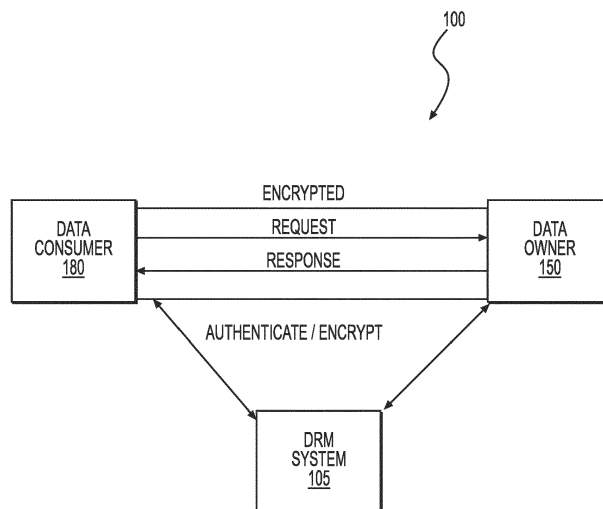 100
ENCRYPTED
DATA
CONSUMER
180
REQUEST
RESPONSE
DATA
OWNER
150
AUTHENTICATE / ENCRYPT
DRM
SYSTEM
105